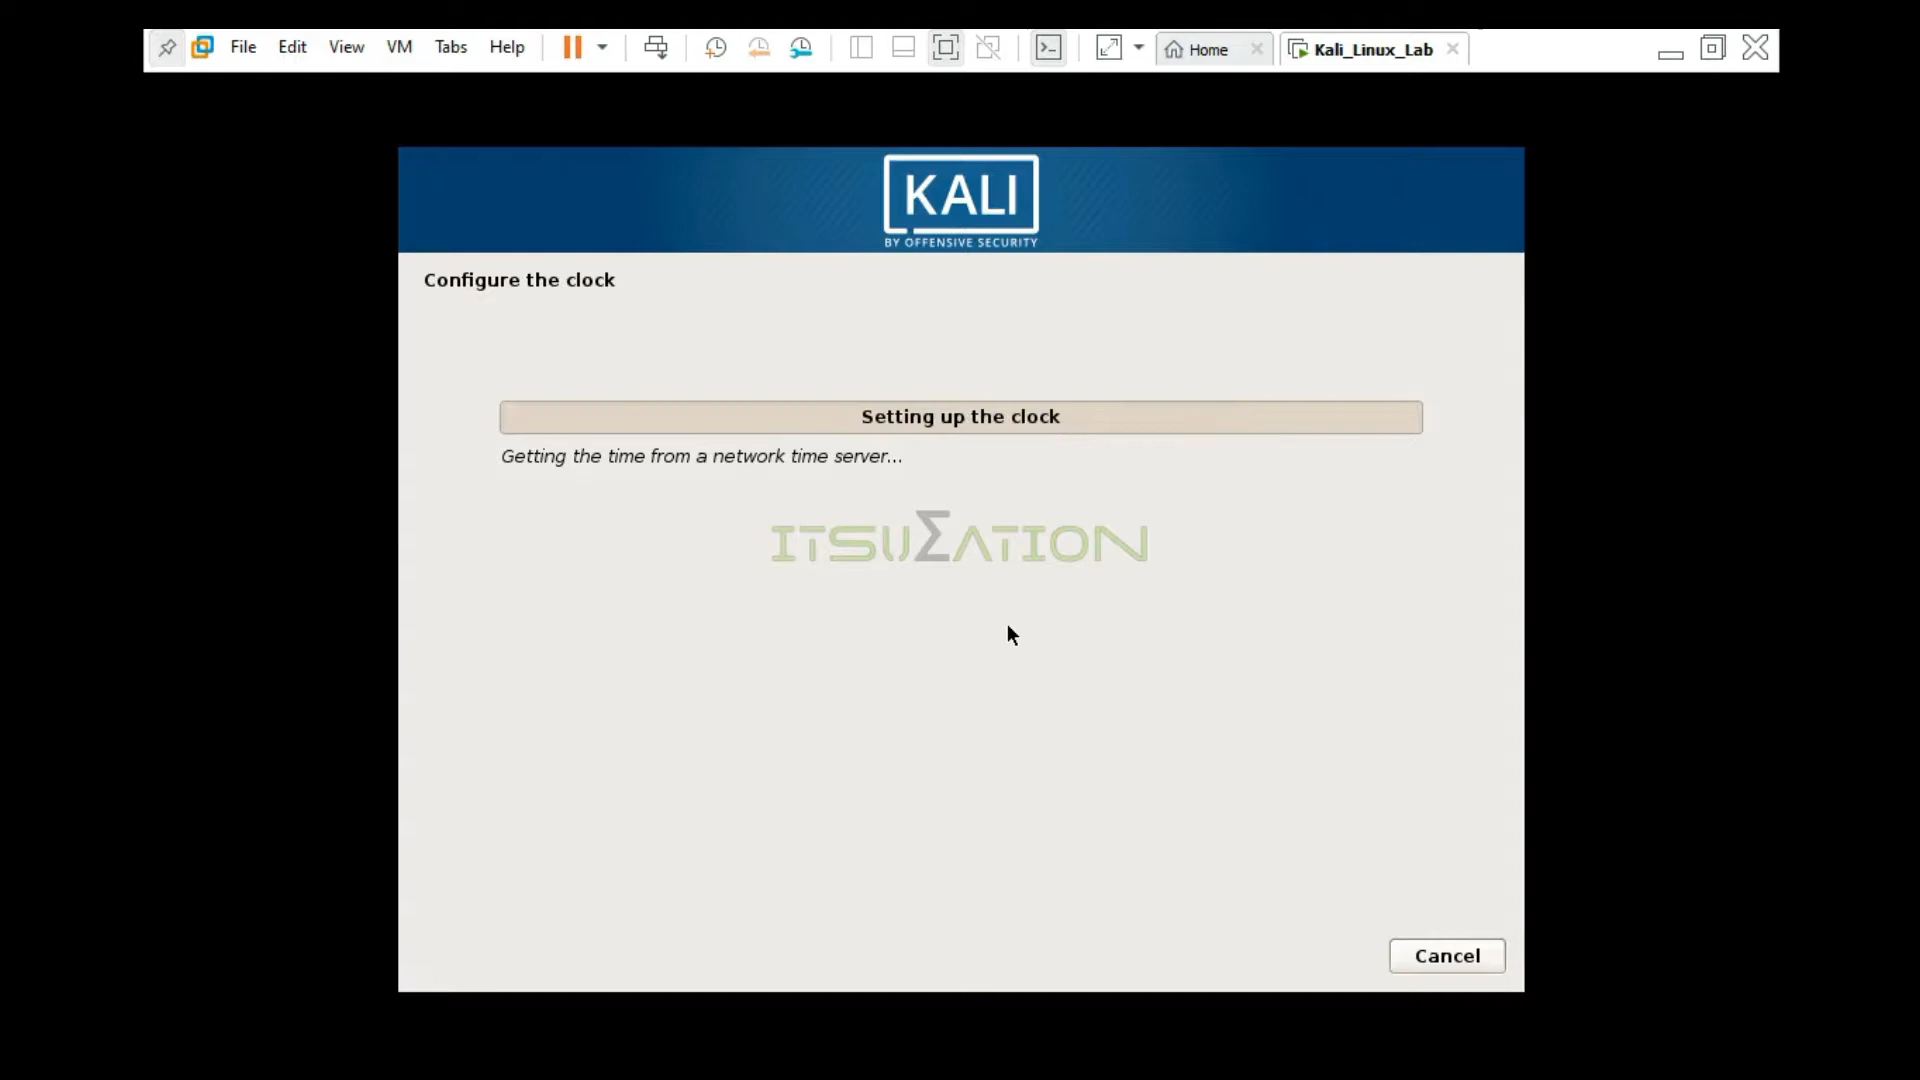 File Edit View VM Tabs Help Home Kali_Linux_Lab
KALI
BY OFFENSIVE SECURITY
Configure the clock
Setting up the clock
Getting the time from a network time server...
ITSUΣATION
Cancel